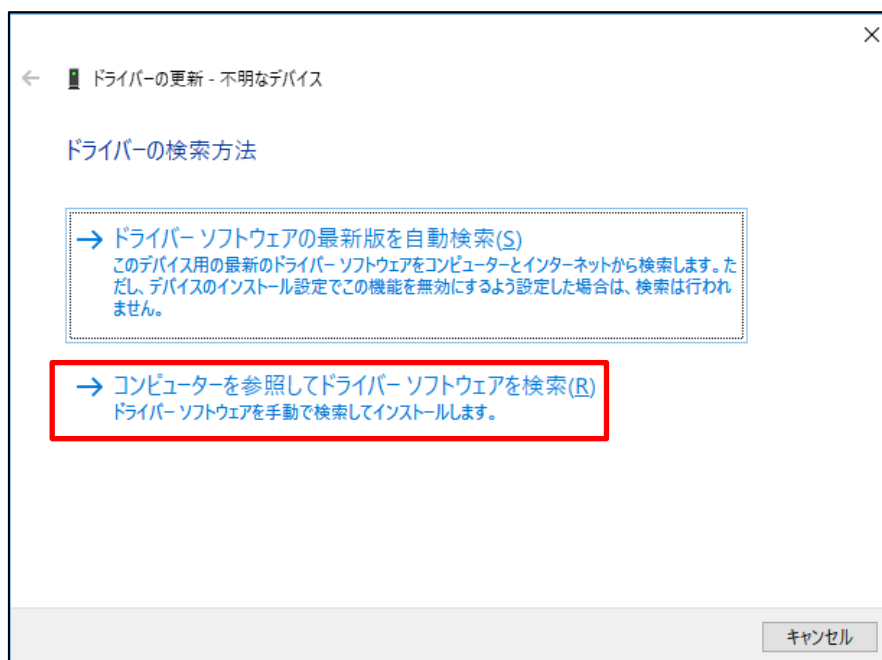 ドライバーの更新 - 不明なデバイス
ドライバーの検索方法
ドライバー ソフトウェアの最新版を自動検索(S)
このデバイス用の最新のドライバー ソフトウェアをコンピューターとインターネットから検索します。た
だし、デバイスのインストール設定でこの機能を無効にするよう設定した場合は、検索は行われ
ません。
コンピューターを参照してドライバー ソフトウェアを検索(R)
ドライバー ソフトウェアを手動で検索してインストールします。
キャンセル